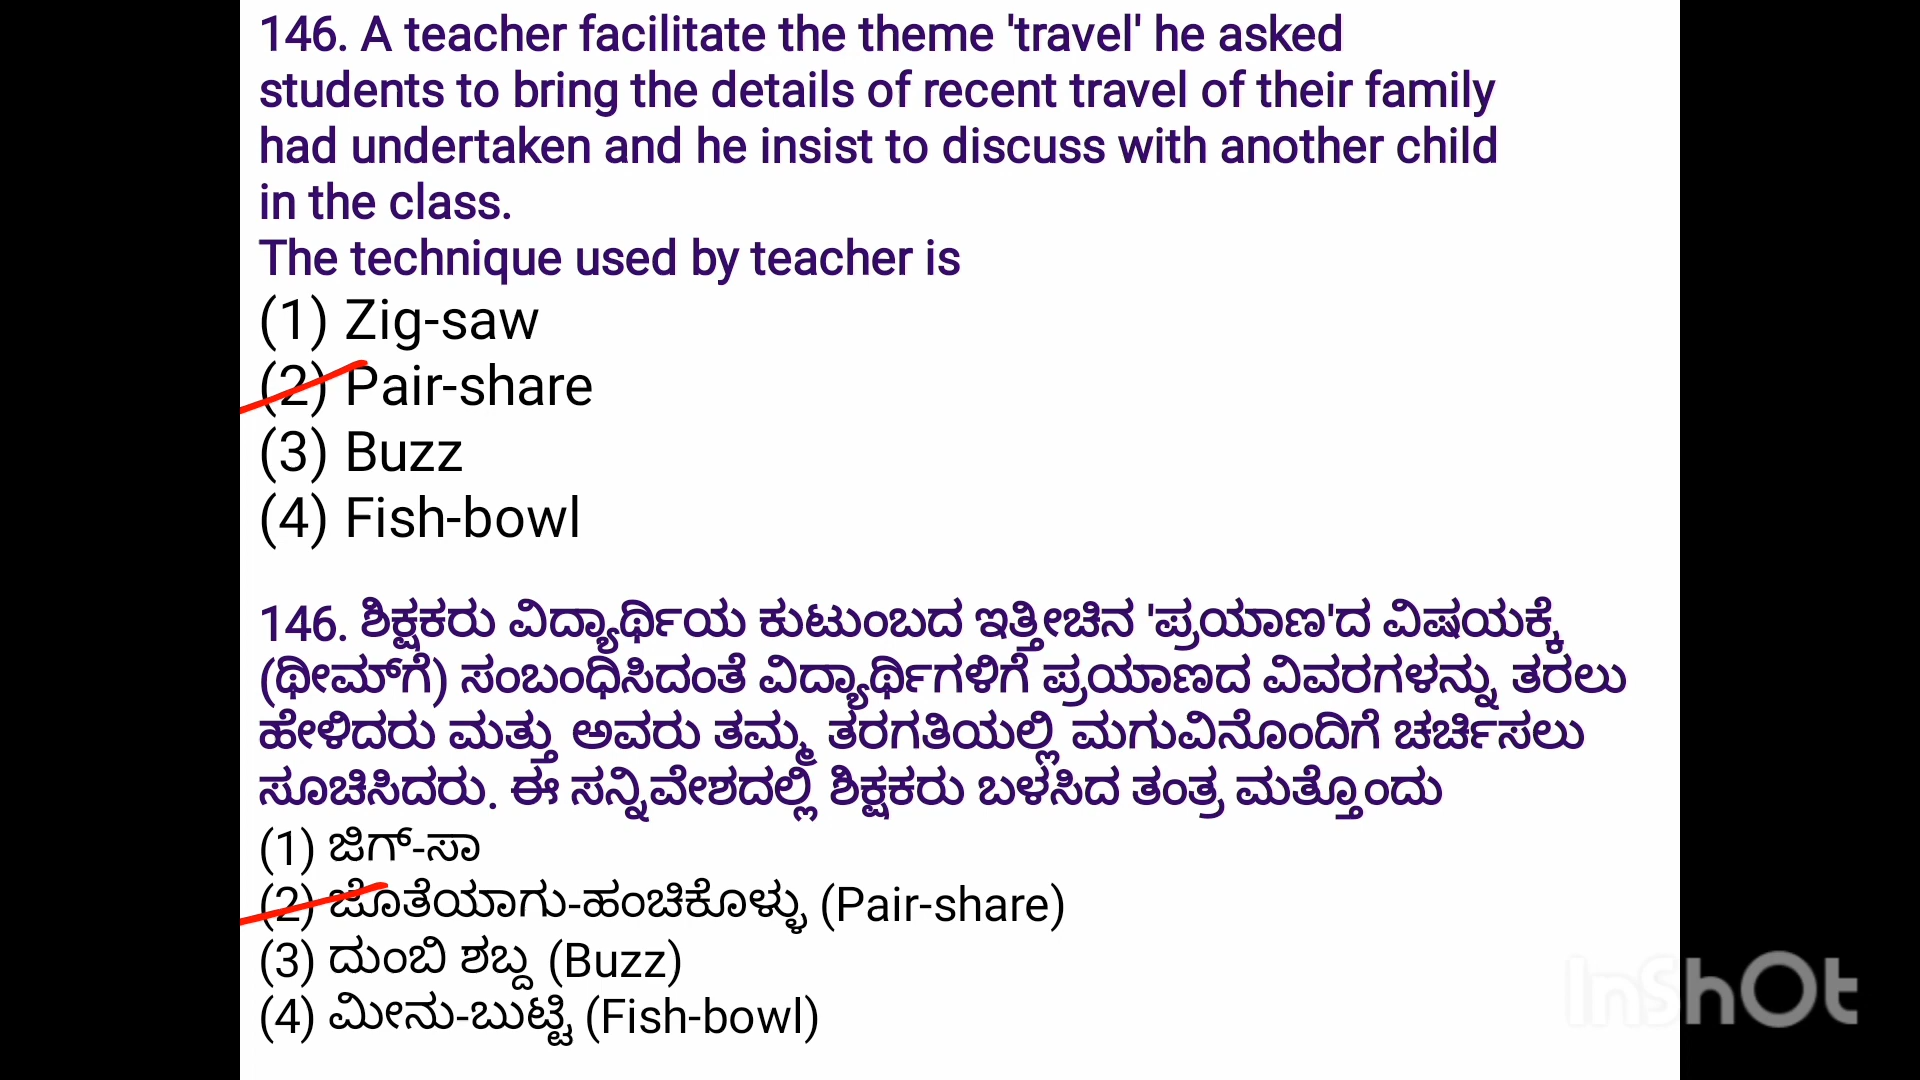 146. A teacher facilitate the theme 'travel' he asked
students to bring the details of recent travel of their family
had undertaken and he insist to discuss with another child
in the class.
The technique used by teacher is
(1) Zig-saw
(2) Pair-share
(3) Buzz
(4) Fish-bowl
146. ಶಿಕ್ಷಕರು ವಿದ್ಯಾರ್ಥಿಯ ಕುಟುಂಬದ ಇತ್ತೀಚಿನ 'ಪ್ರಯಾಣ'ದ ವಿಷಯಕ್ಕೆ
(ಥೀಮ್‌ಗೆ) ಸಂಬಂಧಿಸಿದಂತೆ ವಿದ್ಯಾರ್ಥಿಗಳಿಗೆ ಪ್ರಯಾಣದ ವಿವರಗಳನ್ನು ತರಲು
ಹೇಳಿದರು ಮತ್ತು ಅವರು ತಮ್ಮ ತರಗತಿಯಲ್ಲಿ ಮಗುವಿನೊಂದಿಗೆ ಚರ್ಚಿಸಲು
ಸೂಚಿಸಿದರು. ಈ ಸನ್ನಿವೇಶದಲ್ಲಿ ಶಿಕ್ಷಕರು ಬಳಸಿದ ತಂತ್ರ ಮತ್ತೊಂದು
(1) ಜಿಗ್-ಸಾ
(2) ಜೊತೆಯಾಗು-ಹಂಚಿಕೊಳ್ಳು (Pair-share)
(3) ದುಂಬಿ ಶಬ್ದ (Buzz)
(4) ಮೀನು-ಬುಟ್ಟಿ (Fish-bowl)
InShOt